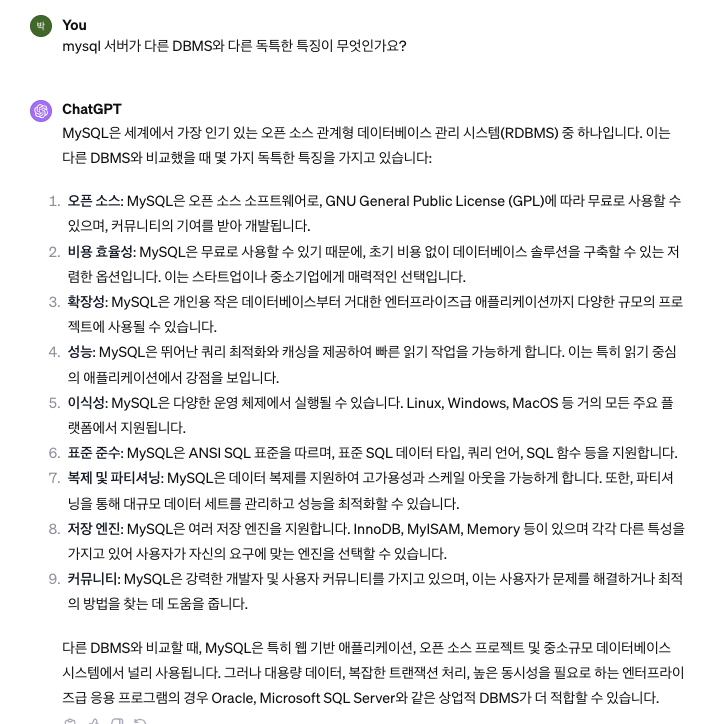 박
You
mysql 서버가 다른 DBMS와 다른 독특한 특징이 무엇인가요?
ChatGPT
MySQL은 세계에서 가장 인기 있는 오픈 소스 관계형 데이터베이스 관리 시스템(RDBMS) 중 하나입니다. 이는
다른 DBMS와 비교했을 때 몇 가지 독특한 특징을 가지고 있습니다:
1. 오픈 소스: MySQL은 오픈 소스 소프트웨어로, GNU General Public License (GPL)에 따라 무료로 사용할 수
있으며, 커뮤니티의 기여를 받아 개발됩니다.
2. 비용 효율성: MySQL은 무료로 사용할 수 있기 때문에, 초기 비용 없이 데이터베이스 솔루션을 구축할 수 있는 저
렴한 옵션입니다. 이는 스타트업이나 중소기업에게 매력적인 선택입니다.
3. 확장성: MySQL은 개인용 작은 데이터베이스부터 거대한 엔터프라이즈급 애플리케이션까지 다양한 규모의 프로
젝트에 사용될 수 있습니다.
4. 성능: MySQL은 뛰어난 쿼리 최적화와 캐싱을 제공하여 빠른 읽기 작업을 가능하게 합니다. 이는 특히 읽기 중심
의 애플리케이션에서 강점을 보입니다.
5. 이식성: MySQL은 다양한 운영 체제에서 실행될 수 있습니다. Linux, Windows, MacOS 등 거의 모든 주요 플
랫폼에서 지원됩니다.
6. 표준 준수: MySQL은 ANSI SQL 표준을 따르며, 표준 SQL 데이터 타입, 쿼리 언어, SQL 함수 등을 지원합니다.
7. 복제 및 파티셔닝: MySQL은 데이터 복제를 지원하여 고가용성과 스케일 아웃을 가능하게 합니다. 또한, 파티셔
닝을 통해 대규모 데이터 세트를 관리하고 성능을 최적화할 수 있습니다.
8. 저장 엔진: MySQL은 여러 저장 엔진을 지원합니다. InnoDB, MyISAM, Memory 등이 있으며 각각 다른 특성을
가지고 있어 사용자가 자신의 요구에 맞는 엔진을 선택할 수 있습니다.
9. 커뮤니티: MySQL은 강력한 개발자 및 사용자 커뮤니티를 가지고 있으며, 이는 사용자가 문제를 해결하거나 최적
의 방법을 찾는 데 도움을 줍니다.
다른 DBMS와 비교할 때, MySQL은 특히 웹 기반 애플리케이션, 오픈 소스 프로젝트 및 중소규모 데이터베이스
시스템에서 널리 사용됩니다. 그러나 대용량 데이터, 복잡한 트랜잭션 처리, 높은 동시성을 필요로 하는 엔터프라이
즈급 응용 프로그램의 경우 Oracle, Microsoft SQL Server와 같은 상업적 DBMS가 더 적합할 수 있습니다.